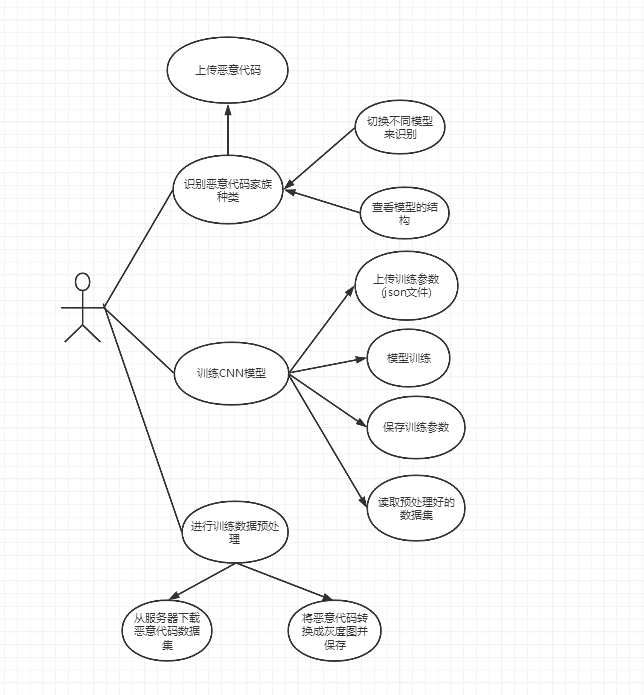 上传恶意代码
切换不同模型
来识别
识别恶意代码家族
种类
查看模型的结
构
上传训练参数
(json文件)
模型训练
训练CNN模型
保存训练参数
读取预处理好的
数据集
进行训练数据预处
理
从服务器下载
恶意代码数据
集
将恶意代码转
换成灰度图并
保存